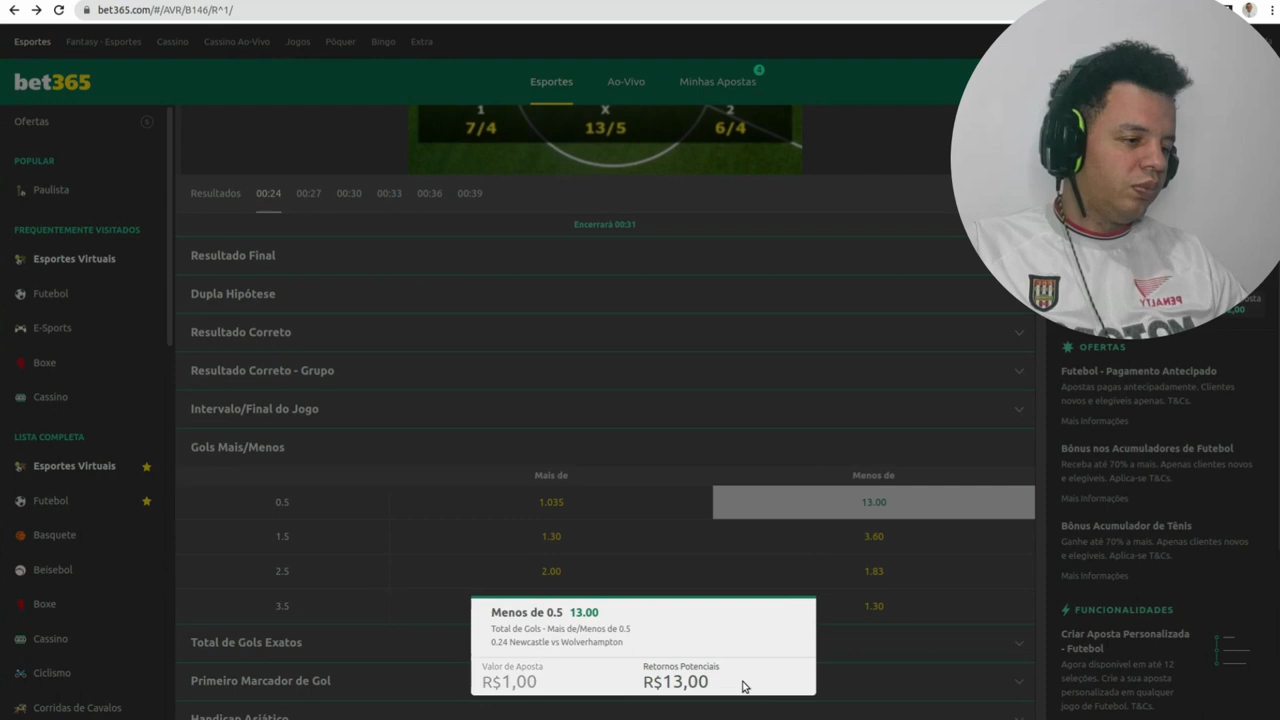 bet365.com/#/AVR/B146/R^1/
Esportes Fantasy - Esportes Cassino Cassino Ao-Vivo Jogos Pôquer Bingo Extra
bet365
Esportes Ao-Vivo Minhas Apostas 4
Ofertas 6
POPULAR
Paulista
FREQUENTEMENTE VISITADOS
Esportes Virtuais
Futebol
E-Sports
Boxe
Cassino
LISTA COMPLETA
Esportes Virtuais
Futebol
Basquete
Beisebol
Boxe
Cassino
Ciclismo
Corridas de Cavalos
1 X 2
7/4 13/5 6/4
Resultados 00:24 00:27 00:30 00:33 00:36 00:39
Encerrará 00:31
Resultado Final
Dupla Hipótese
Resultado Correto
Resultado Correto - Grupo
Intervalo/Final do Jogo
Gols Mais/Menos
Mais de Menos de
0.5 1.035 13.00
1.5 1.30 3.60
2.5 2.00 1.83
3.5 1.30
Total de Gols Exatos
Primeiro Marcador de Gol
Handicap Asiático
Menos de 0.5 13.00
Total de Gols - Mais de/Menos de 0.5
0.24 Newcastle vs Wolverhampton
Valor de Aposta Retornos Potenciais
R$1,00 R$13,00
PENALTY
OFERTAS
Futebol - Pagamento Antecipado
Apostas pagas antecipadamente. Clientes
novos e elegíveis apenas. T&Cs.
Mais Informações
Bônus nos Acumuladores de Futebol
Receba até 70% a mais. Apenas clientes
novos e elegíveis. Aplica-se T&Cs.
Mais Informações
Bônus Acumulador de Tênis
Ganhe até 70% a mais. Apenas clientes novos
e elegíveis. Aplica-se T&Cs.
Mais Informações
FUNCIONALIDADES
Criar Aposta Personalizada
- Futebol
Agora disponível em até 12
seleções. Crie a sua aposta
personalizada em qualquer
jogo de Futebol. T&Cs.